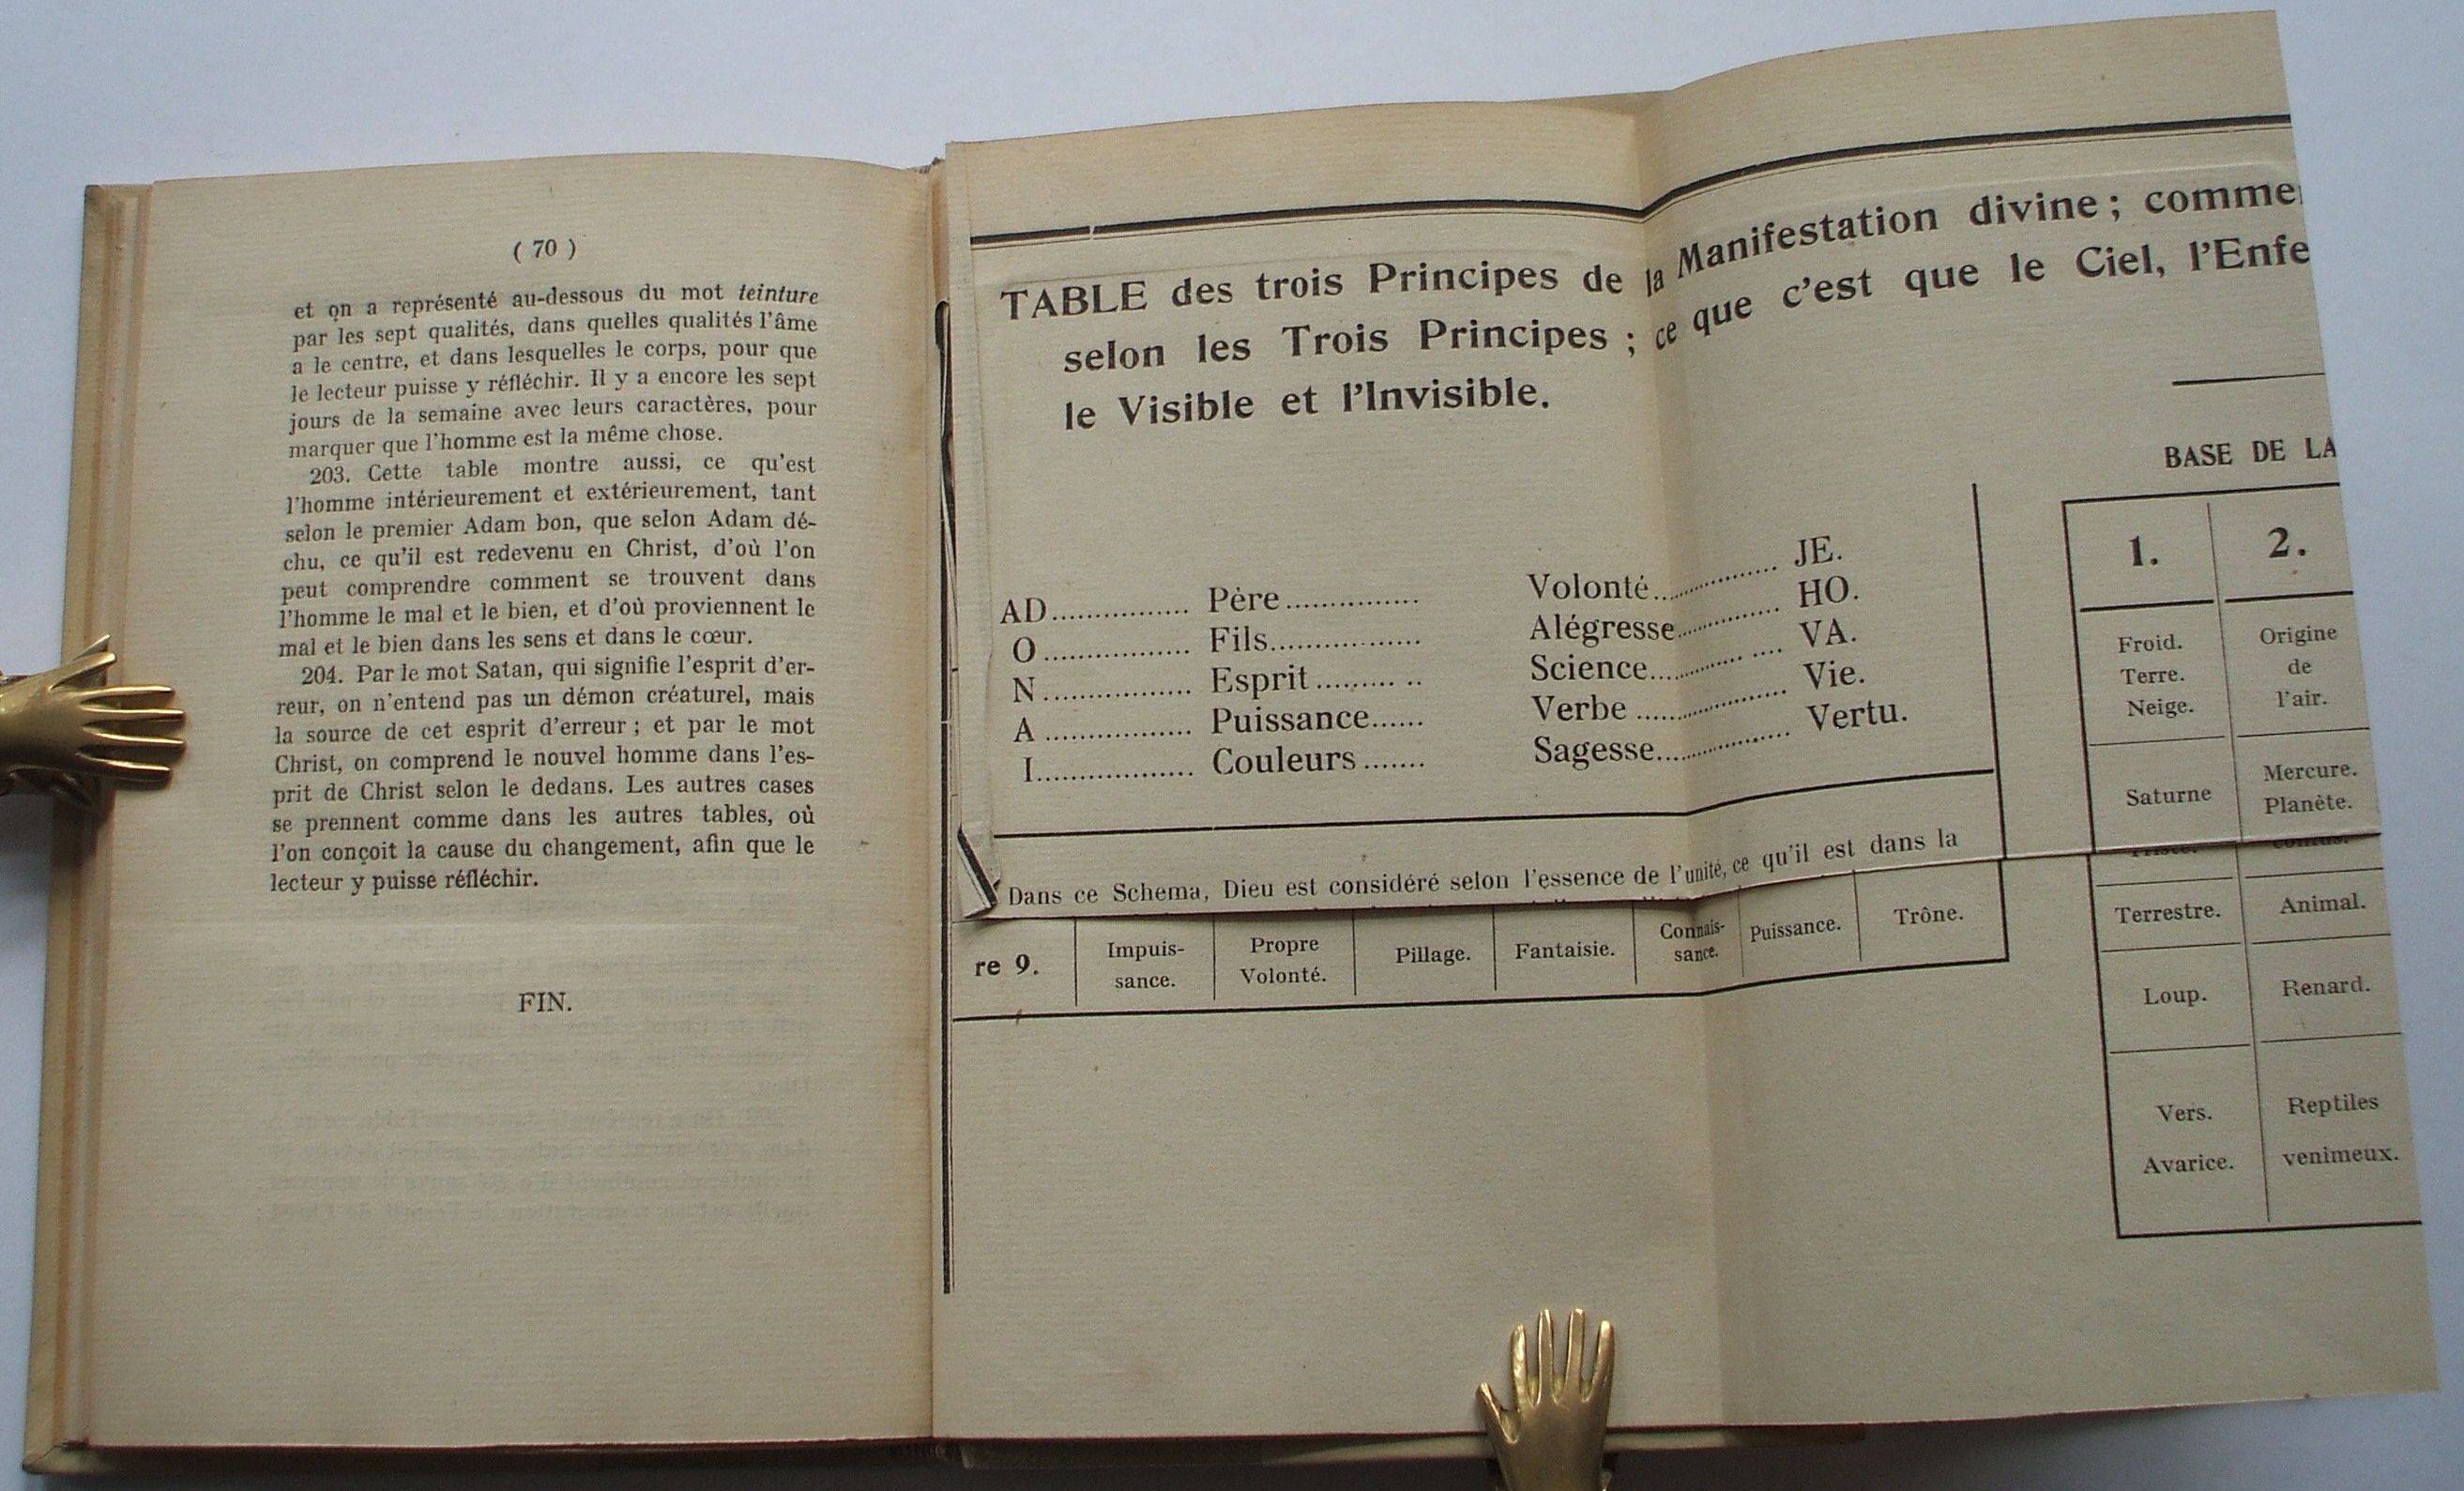 ( 70 )
et on a représenté au-dessous du mot teinture
par les sept qualités, dans quelles qualités l'âme
a le centre, et dans lesquelles le corps, pour que
le lecteur puisse y réfléchir. Il y a encore les sept
jours de la semaine avec leurs caractères, pour
marquer que l'homme est la même chose.
203. Cette table montre aussi, ce qu'est
l'homme intérieurement et extérieurement, tant
selon le premier Adam bon, que selon Adam dé-
chu, ce qu'il est redevenu en Christ, d'où l'on
peut comprendre comment se trouvent dans
l'homme le mal et le bien, et d'où proviennent le
mal et le bien dans les sens et dans le cœur.
204. Par le mot Satan, qui signifie l'esprit d'er-
reur, on n'entend pas un démon créaturel, mais
la source de cet esprit d'erreur ; et par le mot
Christ, on comprend le nouvel homme dans l'es-
prit de Christ selon le dedans. Les autres cases
se prennent comme dans les autres tables, où
l'on conçoit la cause du changement, afin que le
lecteur y puisse réfléchir.
FIN.
TABLE des trois Principes de la Manifestation divine ; comme
selon les Trois Principes ; ce que c'est que le Ciel, l'Enfe
le Visible et l'Invisible.
AD............... Père............... Volonté............... JE.
O................ Fils................ Alégresse............ HO.
N................ Esprit......... .. Science.......... .... VA.
A ................ Puissance...... Verbe ................ Vie.
I.................. Couleurs ....... Sagesse............... Vertu.
Dans ce Schema, Dieu est considéré selon l'essence de l'unité, ce qu'il est dans la
re 9.
Impuis-
sance.
Propre
Volonté.
Pillage.
Fantaisie.
Connais-
sance.
Puissance.
Trône.
BASE DE LA
1.
2.
Froid.
Terre.
Neige.
Origine
de
l'air.
Saturne
Mercure.
Planète.
Terrestre.
Animal.
Loup.
Renard.
Vers.
Avarice.
Reptiles
venimeux.